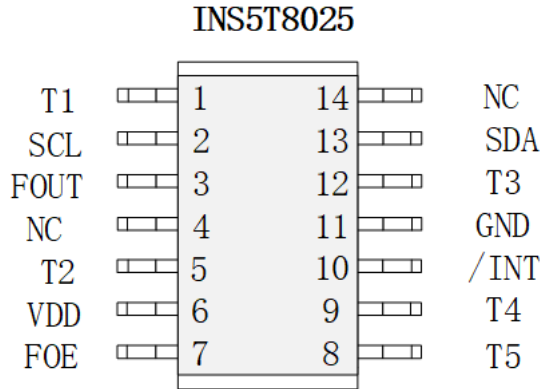 INS5T8025
T1 1 14 NC
SCL 2 13 SDA
FOUT 3 12 T3
NC 4 11 GND
T2 5 10 /INT
VDD 6 9 T4
FOE 7 8 T5